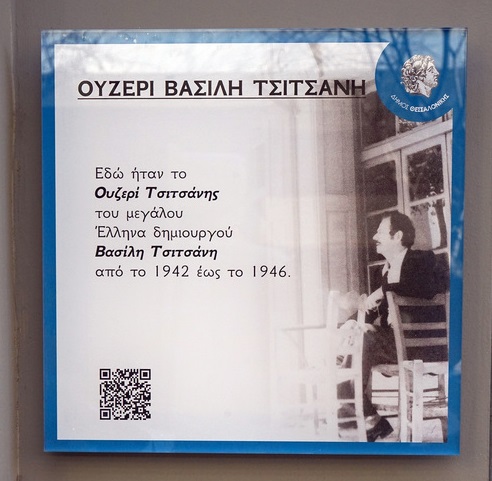 ΟΥΖΕΡΙ ΒΑΣΙΛΗ ΤΣΙΤΣΑΝΗ
ΔΗΜΟΣ ΘΕΣΣΑΛΟΝΙΚΗΣ
Εδώ ήταν το
Ουζερί Τσιτσάνης
του μεγάλου
Έλληνα δημιουργού
Βασίλη Τσιτσάνη
από το 1942 έως το 1946.